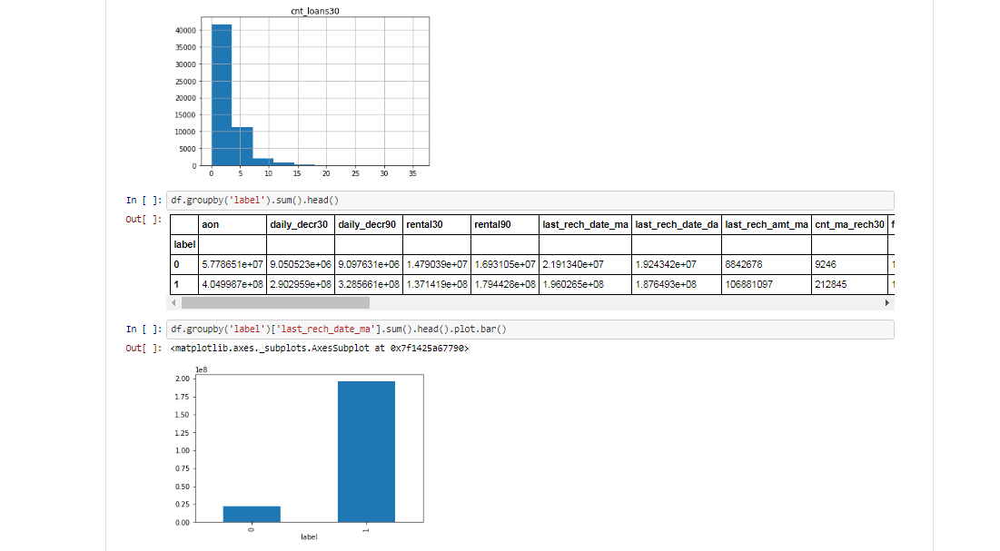 cnt_loans30
40000
35000
30000
25000
20000
15000
10000
5000
0
0 5 10 15 20 25 30 35
In [ ]: df.groupby('label').sum().head()
Out[ ]:
aon daily_decr30 daily_decr90 rental30 rental90 last_rech_date_ma last_rech_date_da last_rech_amt_ma cnt_ma_rech30 f
label
0 5.778651e+07 9.050523e+06 9.097631e+06 1.479039e+07 1.693105e+07 2.191340e+07 1.924342e+07 8842678 9246 1
1 4.049987e+08 2.902959e+08 3.285661e+08 1.371419e+08 1.794428e+08 1.960265e+08 1.876493e+08 106881097 212845 1
In [ ]: df.groupby('label')['last_rech_date_ma'].sum().head().plot.bar()
Out[ ]: <matplotlib.axes._subplots.AxesSubplot at 0x7f1425a67790>
1e8
2.00
1.75
1.50
1.25
1.00
0.75
0.50
0.25
0.00
0 1
label